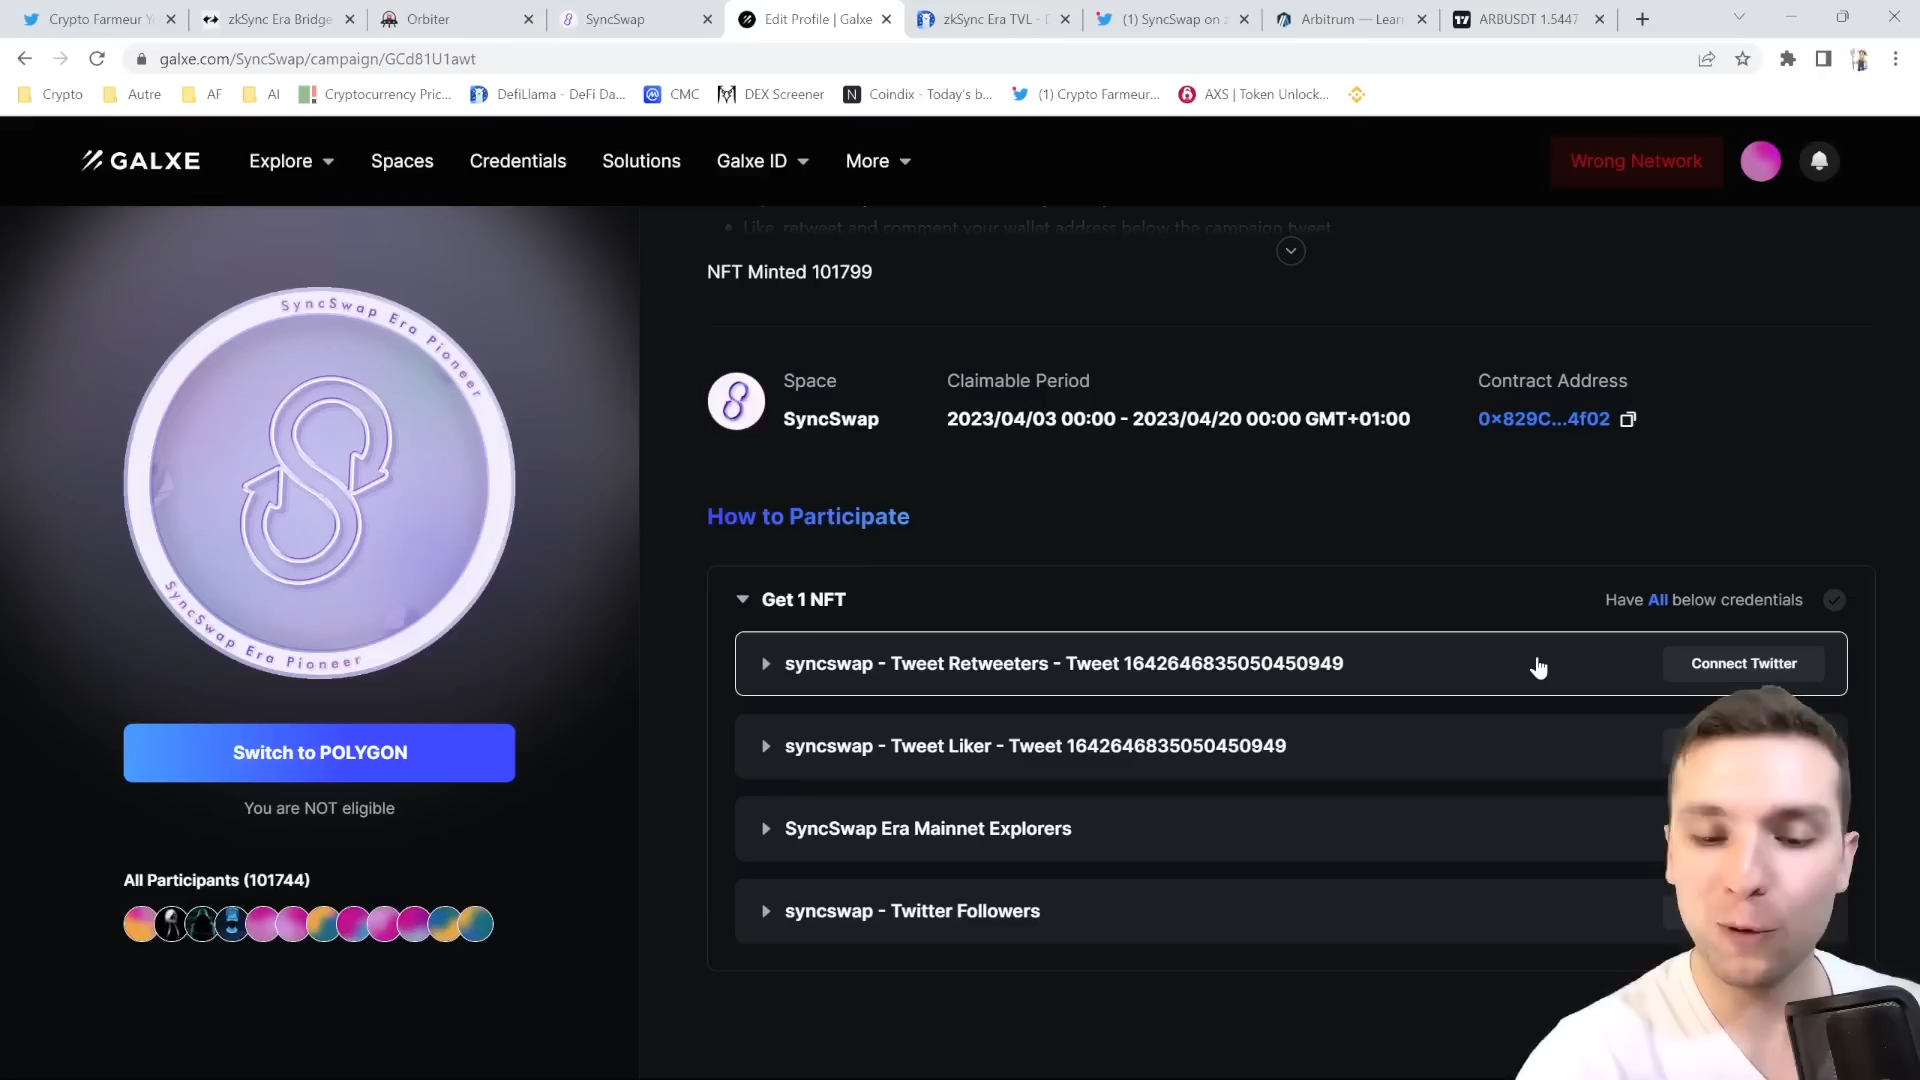 Crypto Farmeur Y
zkSync Era Bridge
Orbiter
SyncSwap
Edit Profile | Galxe
zkSync Era TVL - D
(1) SyncSwap on z
Arbitrum — Lear
ARBUSDT 1.5447
galxe.com/SyncSwap/campaign/GCd81U1awt
Crypto
Autre
AF
AI
Cryptocurrency Pric...
DefiLlama - DeFi Da...
CMC
DEX Screener
Coindix - Today's b...
(1) Crypto Farmeur...
AXS | Token Unlock...
GALXE
Explore
Spaces
Credentials
Solutions
Galxe ID
More
Wrong Network
Like, retweet and comment your wallet address below the campaign tweet
NFT Minted 101799
Space
SyncSwap
Claimable Period
2023/04/03 00:00 - 2023/04/20 00:00 GMT+01:00
Contract Address
0x829C...4f02
How to Participate
Get 1 NFT
Have All below credentials
syncswap - Tweet Retweeters - Tweet 1642646835050450949
Connect Twitter
syncswap - Tweet Liker - Tweet 1642646835050450949
SyncSwap Era Mainnet Explorers
syncswap - Twitter Followers
SyncSwap Era Pioneer
SyncSwap Era Pioneer
Switch to POLYGON
You are NOT eligible
All Participants (101744)